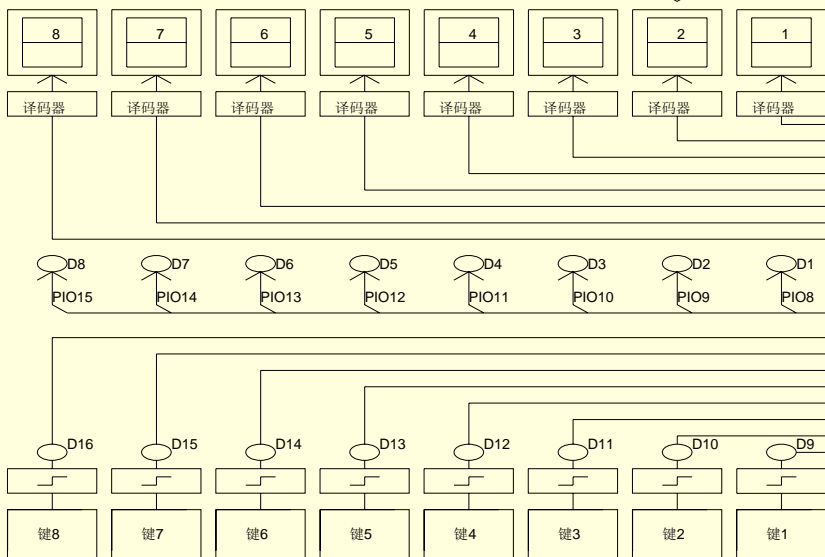 8 7 6 5 4 3 2 1
译码器 译码器 译码器 译码器 译码器 译码器 译码器 译码器
D8 D7 D6 D5 D4 D3 D2 D1
PIO15 PIO14 PIO13 PIO12 PIO11 PIO10 PIO9 PIO8
D16 D15 D14 D13 D12 D11 D10 D9
键8 键7 键6 键5 键4 键3 键2 键1